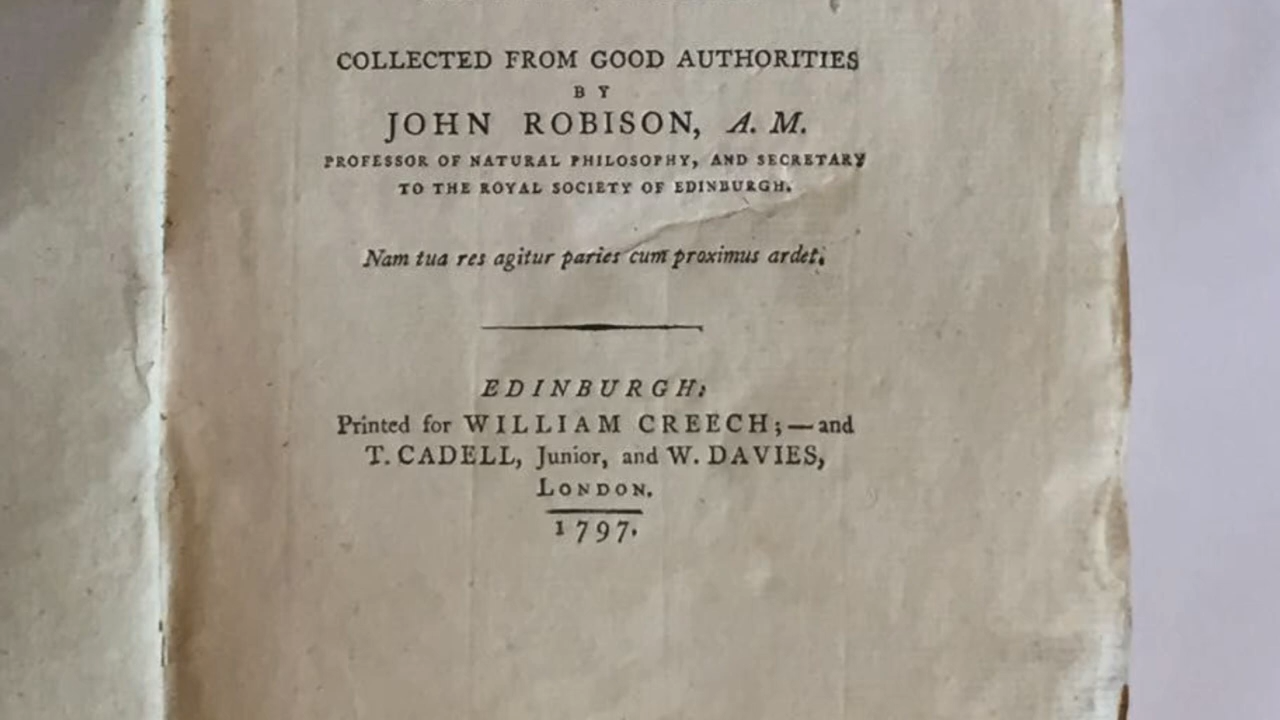 COLLECTED FROM GOOD AUTHORITIES
BY
JOHN ROBISON, A. M.
PROFESSOR OF NATURAL PHILOSOPHY, AND SECRETARY
TO THE ROYAL SOCIETY OF EDINBURGH.
Nam tua res agitur paries cum proximus ardet.
EDINBURGH:
Printed for WILLIAM CREECH;—and
T. CADELL, Junior, and W. DAVIES,
LONDON.
1797.